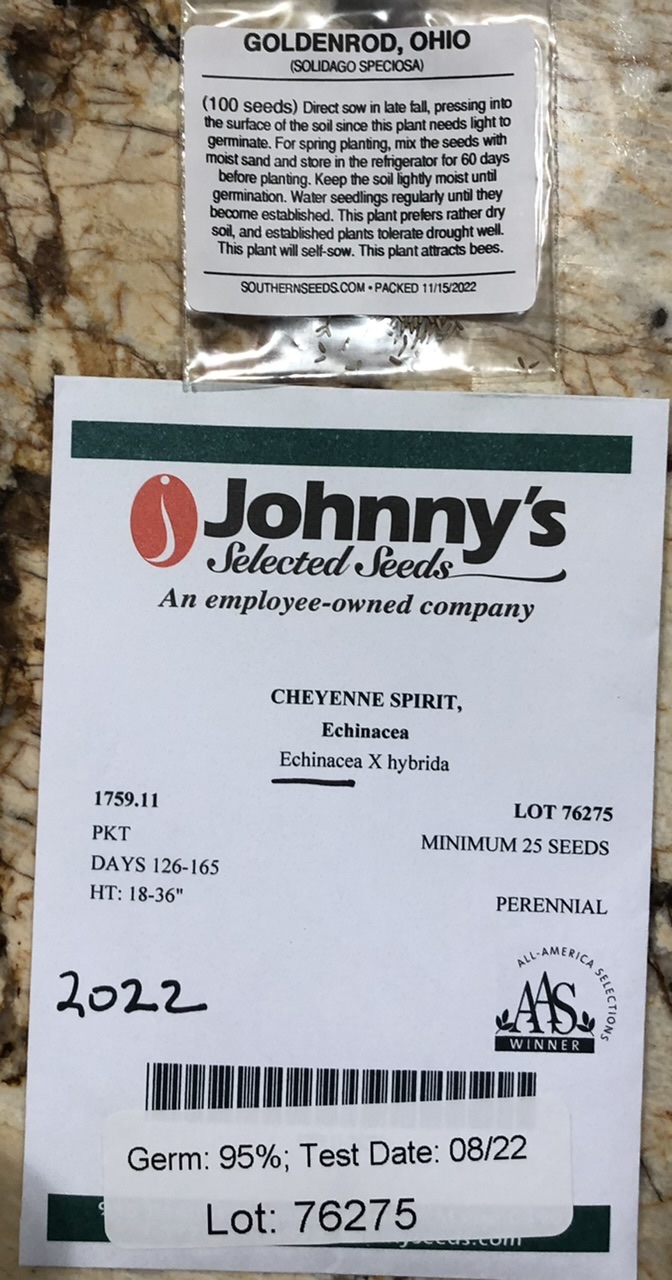 GOLDENROD, OHIO
(SOLIDAGO SPECIOSA)
(100 seeds) Direct sow in late fall, pressing into
the surface of the soil since this plant needs light to
germinate. For spring planting, mix the seeds with
moist sand and store in the refrigerator for 60 days
before planting. Keep the soil lightly moist until
germination. Water seedlings regularly until they
become established. This plant prefers rather dry
soil, and established plants tolerate drought well.
This plant will self-sow. This plant attracts bees.
SOUTHERNSEEDS.COM • PACKED 11/15/2022
Johnny's
Selected Seeds
An employee-owned company
CHEYENNE SPIRIT,
Echinacea
Echinacea X hybrida
1759.11
LOT 76275
PKT
MINIMUM 25 SEEDS
DAYS 126-165
HT: 18-36"
PERENNIAL
2022
ALL-AMERICA SELECTIONS
AAS
WINNER
Germ: 95%; Test Date: 08/22
Lot: 76275